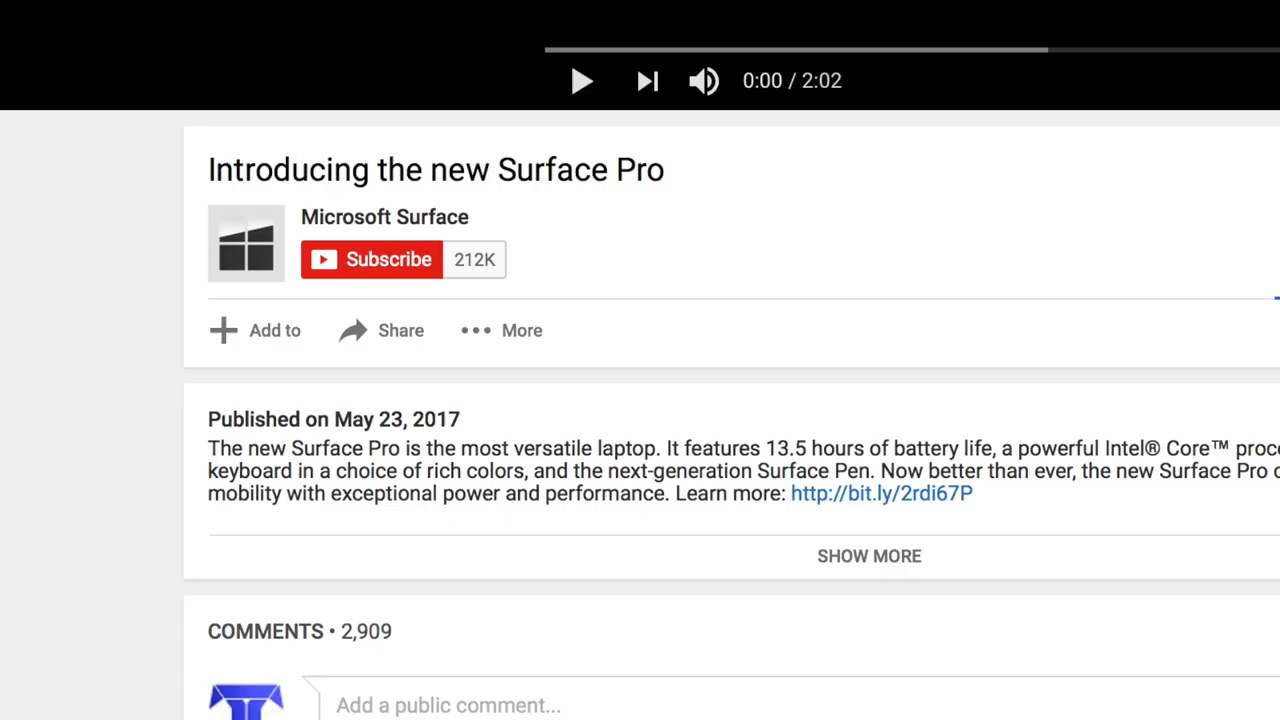 0:00 / 2:02
Introducing the new Surface Pro
Microsoft Surface
Subscribe 212K
Add to Share More
Published on May 23, 2017
The new Surface Pro is the most versatile laptop. It features 13.5 hours of battery life, a powerful Intel® Core™ proce
keyboard in a choice of rich colors, and the next-generation Surface Pen. Now better than ever, the new Surface Pro
mobility with exceptional power and performance. Learn more: http://bit.ly/2rdi67P
SHOW MORE
COMMENTS • 2,909
Add a public comment...